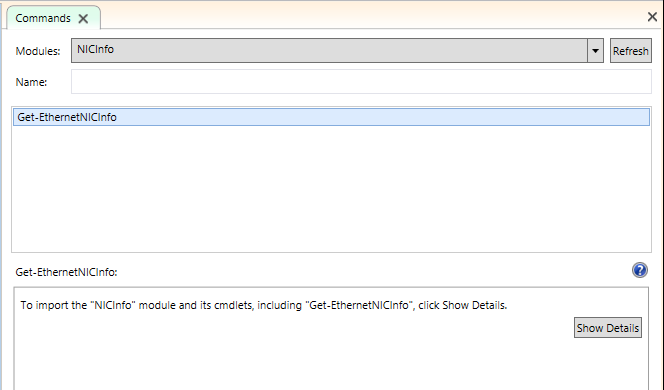 Commands
Modules: NICInfo Refresh
Name:
Get-EthernetNICInfo
Get-EthernetNICInfo: ?
To import the "NICInfo" module and its cmdlets, including "Get-EthernetNICInfo", click Show Details.
Show Details